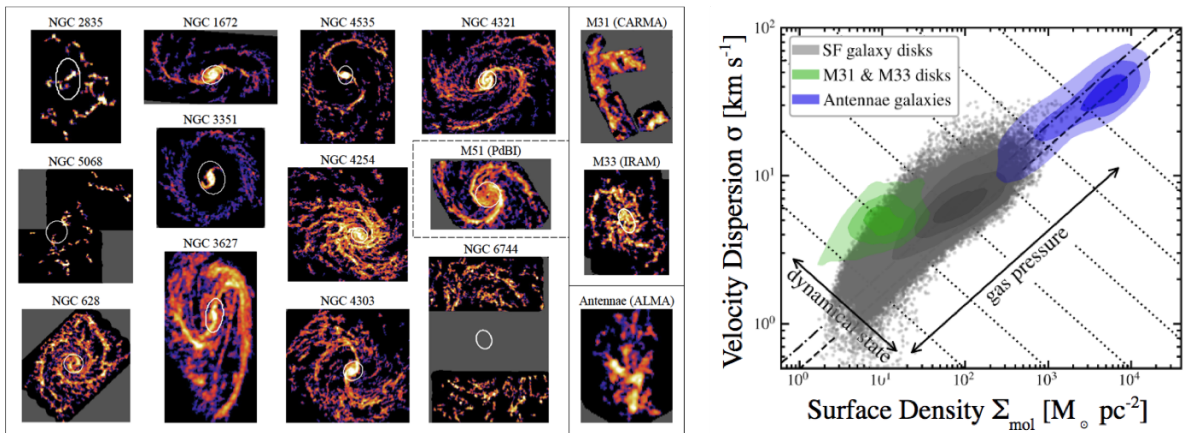 NGC 2835
NGC 1672
NGC 4535
NGC 4321
M31 (CARMA)
NGC 3351
NGC 5068
NGC 4254
M51 (PdBI)
M33 (IRAM)
NGC 3627
NGC 6744
NGC 628
NGC 4303
Antennae (ALMA)
SF galaxy disks
M31 & M33 disks
Antennae galaxies
dynamical state
gas pressure
10²
10¹
10⁰
Velocity Dispersion σ [km s⁻¹]
10⁰ 10¹ 10² 10³ 10⁴
Surface Density Σmol [M⊙ pc⁻²]